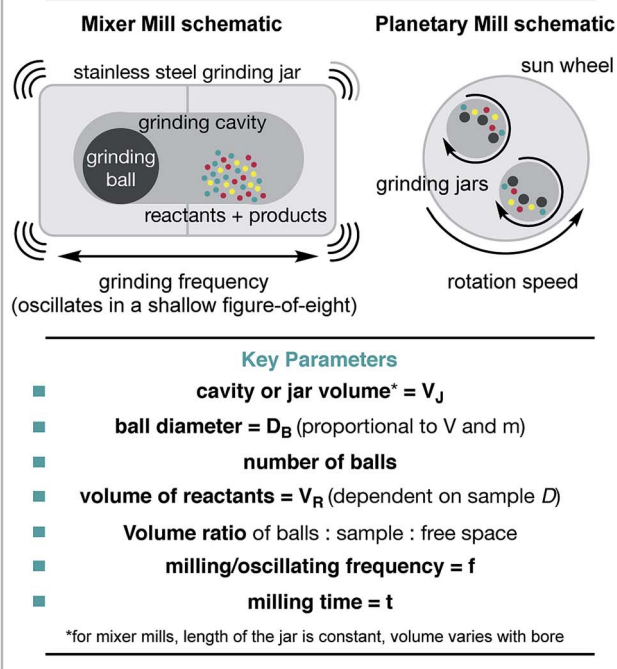 Mixer Mill schematic
stainless steel grinding jar
grinding cavity
grinding
ball
reactants + products
grinding frequency
(oscillates in a shallow figure-of-eight)
Planetary Mill schematic
sun wheel
grinding jars
rotation speed
Key Parameters
cavity or jar volume* = VJ
ball diameter = DB (proportional to V and m)
number of balls
volume of reactants = VR (dependent on sample D)
Volume ratio of balls : sample : free space
milling/oscillating frequency = f
milling time = t
*for mixer mills, length of the jar is constant, volume varies with bore